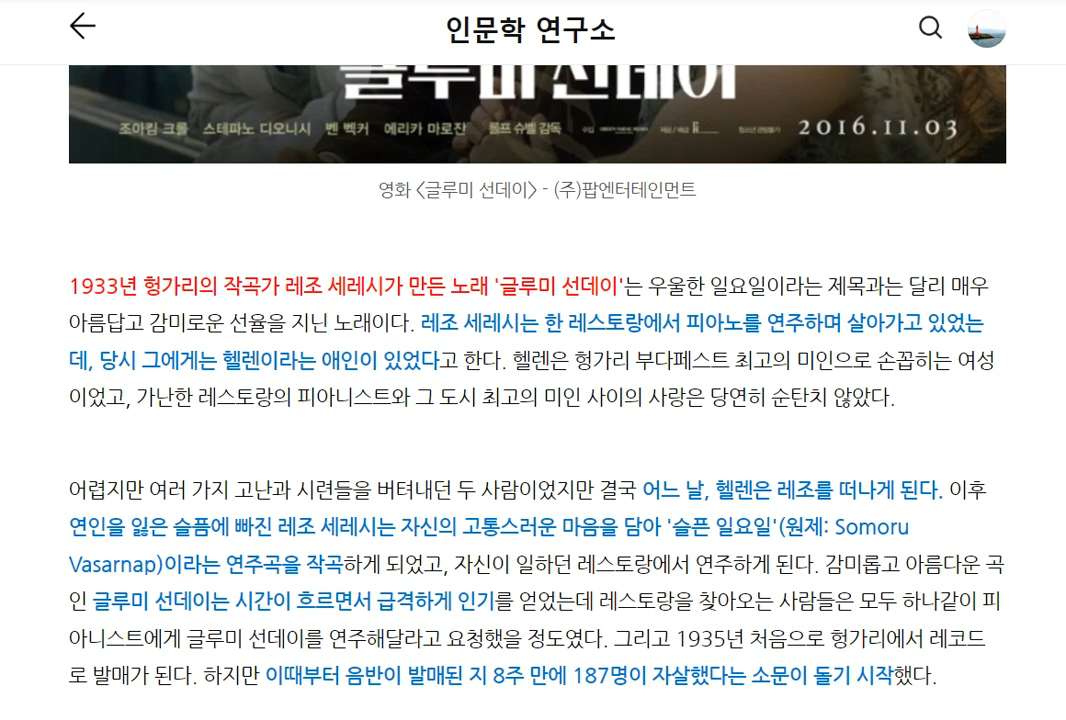 인문학 연구소
글루미 선데이
조아킴 크롤 스테파노 디오니시 벤 벡커 에리카 마로잔 롤프 슈벨 감독 2016.11.03
영화 <글루미 선데이> - (주)팝엔터테인먼트
1933년 헝가리의 작곡가 레조 세레시가 만든 노래 '글루미 선데이'는 우울한 일요일이라는 제목과는 달리 매우
아름답고 감미로운 선율을 지닌 노래이다. 레조 세레시는 한 레스토랑에서 피아노를 연주하며 살아가고 있었는
데, 당시 그에게는 헬렌이라는 애인이 있었다고 한다. 헬렌은 헝가리 부다페스트 최고의 미인으로 손꼽히는 여성
이었고, 가난한 레스토랑의 피아니스트와 그 도시 최고의 미인 사이의 사랑은 당연히 순탄치 않았다.
어렵지만 여러 가지 고난과 시련들을 버텨내던 두 사람이었지만 결국 어느 날, 헬렌은 레조를 떠나게 된다. 이후
연인을 잃은 슬픔에 빠진 레조 세레시는 자신의 고통스러운 마음을 담아 '슬픈 일요일'(원제: Somoru
Vasarnap)이라는 연주곡을 작곡하게 되었고, 자신이 일하던 레스토랑에서 연주하게 된다. 감미롭고 아름다운 곡
인 글루미 선데이는 시간이 흐르면서 급격하게 인기를 얻었는데 레스토랑을 찾아오는 사람들은 모두 하나같이 피
아니스트에게 글루미 선데이를 연주해달라고 요청했을 정도였다. 그리고 1935년 처음으로 헝가리에서 레코드
로 발매가 된다. 하지만 이때부터 음반이 발매된 지 8주 만에 187명이 자살했다는 소문이 돌기 시작했다.